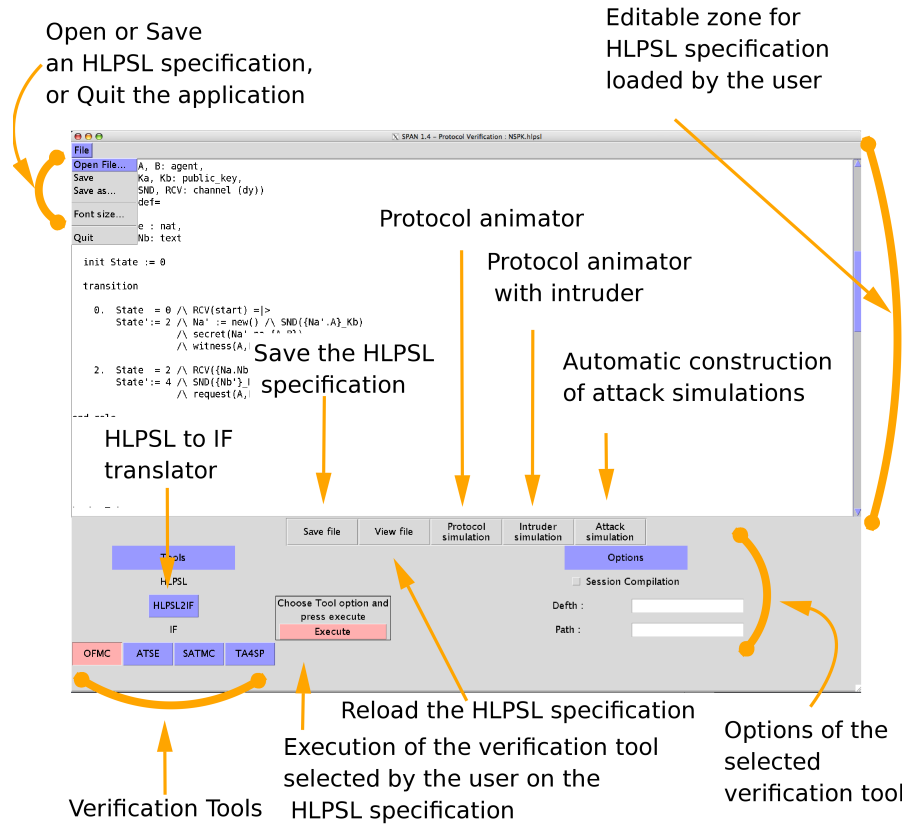 Open or Save
an HLPSL specification,
or Quit the application
Editable zone for
HLPSL specification
loaded by the user
X SPAN 1.4 – Protocol Verification : NSPK.hlpsl
File
Open File...
Save
Save as...
Font size...
Quit
A, B: agent,
Ka, Kb: public_key,
SND, RCV: channel (dy))
def=
e : nat,
Nb: text
init State := 0
transition
0. State = 0 /\ RCV(start) =|>
State':= 2 /\ Na' := new() /\ SND({Na'.A}_Kb)
/\ secret(Na'
/\ witness(A,
2. State = 2 /\ RCV({Na.Nb
State':= 4 /\ SND({Nb'}_
/\ request(A,
Protocol animator
Protocol animator
with intruder
Automatic construction
of attack simulations
Save the HLPSL
specification
HLPSL to IF
translator
Save file
View file
Protocol
simulation
Intruder
simulation
Attack
simulation
Tools
HLPSL
HLPSL2IF
IF
OFMC
ATSE
SATMC
TA4SP
Choose Tool option and
press execute
Execute
Options
Session Compilation
Defth :
Path :
Reload the HLPSL specification
Execution of the verification tool
selected by the user on the
HLPSL specification
Verification Tools
Options of the
selected
verification tool